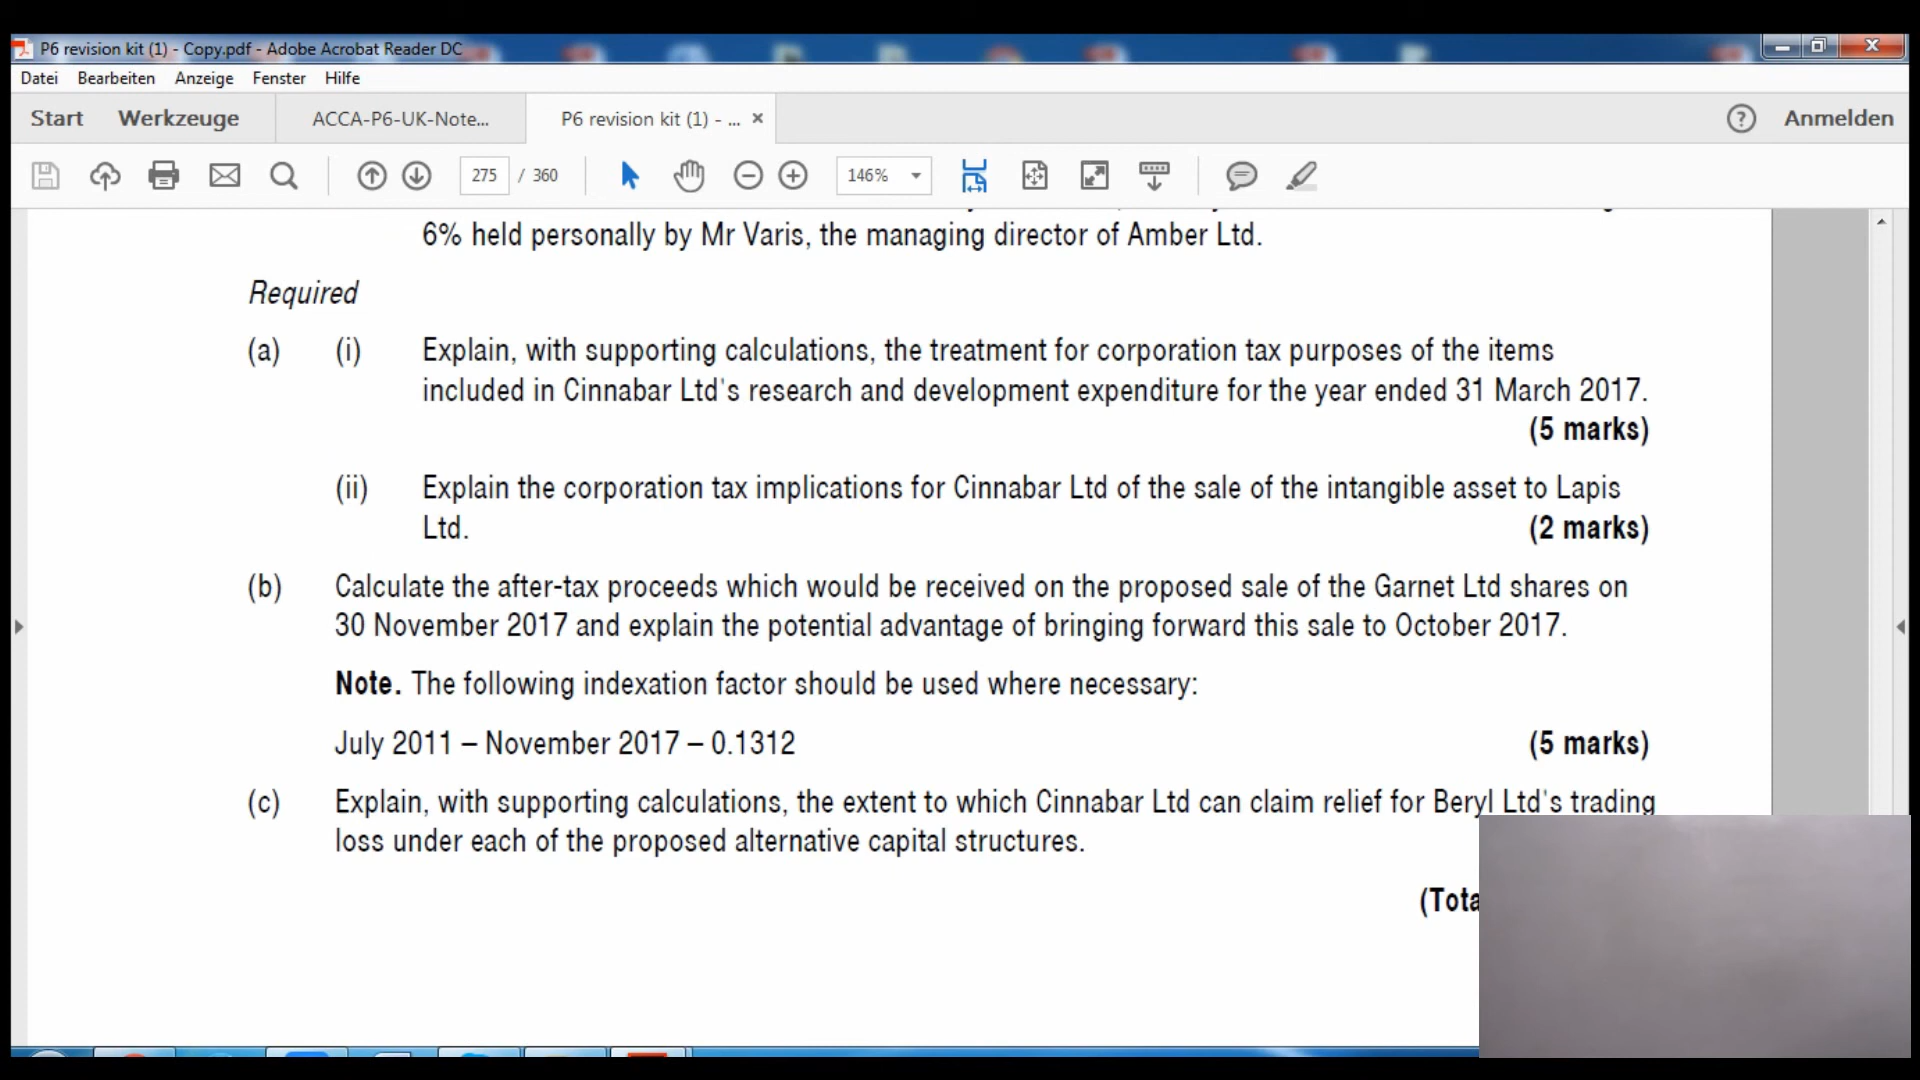 P6 revision kit (1) - Copy.pdf - Adobe Acrobat Reader DC
Datei Bearbeiten Anzeige Fenster Hilfe
Start Werkzeuge ACCA-P6-UK-Note... P6 revision kit (1) - ... × ? Anmelden
275 / 360 146%
6% held personally by Mr Varis, the managing director of Amber Ltd.
Required
(a) (i) Explain, with supporting calculations, the treatment for corporation tax purposes of the items
included in Cinnabar Ltd's research and development expenditure for the year ended 31 March 2017.
(5 marks)
(ii) Explain the corporation tax implications for Cinnabar Ltd of the sale of the intangible asset to Lapis
Ltd. (2 marks)
(b) Calculate the after-tax proceeds which would be received on the proposed sale of the Garnet Ltd shares on
30 November 2017 and explain the potential advantage of bringing forward this sale to October 2017.
Note. The following indexation factor should be used where necessary:
July 2011 – November 2017 – 0.1312 (5 marks)
(c) Explain, with supporting calculations, the extent to which Cinnabar Ltd can claim relief for Beryl Ltd's trading
loss under each of the proposed alternative capital structures.
(Tota